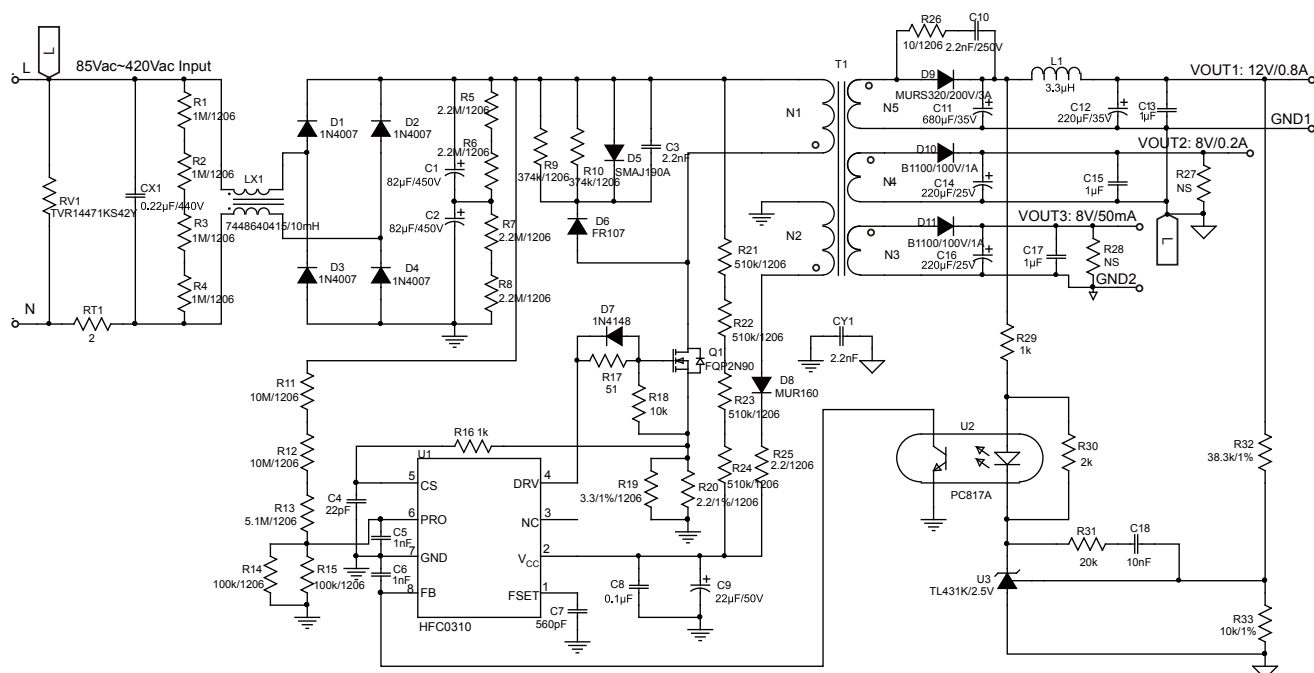 L
L
85Vac~420Vac Input
R1
1M/1206
R2
1M/1206
R3
1M/1206
R4
1M/1206
RV1
TVR14471KS42Y
CX1
0.22μF/440V
LX1
7448640415/10mH
N
RT1
2
D1
1N4007
D2
1N4007
D3
1N4007
D4
1N4007
C1
82μF/450V
C2
82μF/450V
R5
2.2M/1206
R6
2.2M/1206
R7
2.2M/1206
R8
2.2M/1206
R9
374k/1206
R10
374k/1206
D5
SMAJ190A
C3
2.2nF
D6
FR107
T1
N1
N2
N5
N4
N3
R26
10/1206
C10
2.2nF/250V
D9
MURS320/200V/3A
L1
3.3μH
C11
680μF/35V
C12
220μF/35V
C13
1μF
VOUT1: 12V/0.8A
GND1
D10
B1100/100V/1A
C14
220μF/25V
C15
1μF
VOUT2: 8V/0.2A
R27
NS
L
D11
B1100/100V/1A
C16
220μF/25V
C17
1μF
VOUT3: 8V/50mA
R28
NS
GND2
R21
510k/1206
R22
510k/1206
R23
510k/1206
R24
510k/1206
CY1
2.2nF
D7
1N4148
R17
51
R18
10k
Q1
FQP2N90
D8
MUR160
R25
2.2/1206
R11
10M/1206
R12
10M/1206
R13
5.1M/1206
R14
100k/1206
R15
100k/1206
R16 1k
C4
22pF
C5
1nF
C6
1nF
U1
5
CS
6
PRO
7
GND
8
FB
DRV
4
NC
3
VCC
2
FSET
1
HFC0310
R19
3.3/1%/1206
R20
2.2/1%/1206
C7
560pF
C8
0.1μF
C9
22μF/50V
R29
1k
U2
PC817A
R30
2k
R31
20k
C18
10nF
U3
TL431K/2.5V
R32
38.3k/1%
R33
10k/1%